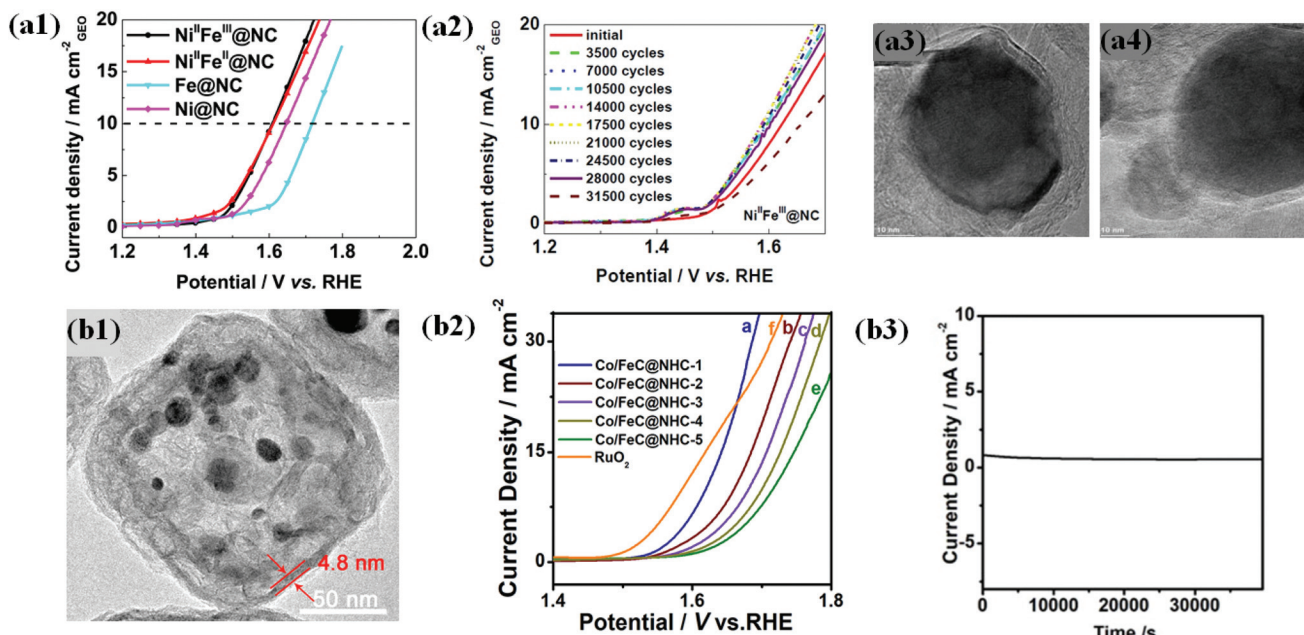 (a1)
20
15
10
5
0
Current density / mA cm⁻²GEO
NiᴵᴵFeᴵᴵᴵ@NC
NiᴵᴵFeᴵᴵ@NC
Fe@NC
Ni@NC
1.2 1.4 1.6 1.8 2.0
Potential / V vs. RHE
(a2)
20
15
10
5
0
Current density / mA cm⁻²GEO
initial
3500 cycles
7000 cycles
10500 cycles
14000 cycles
17500 cycles
21000 cycles
24500 cycles
28000 cycles
31500 cycles
NiᴵᴵFeᴵᴵᴵ@NC
1.2 1.4 1.6
Potential / V vs. RHE
(a3)
10 nm
(a4)
10 nm
(b1)
4.8 nm
50 nm
(b2)
30
15
0
Current Density / mA cm⁻²
a f b c d
e
Co/FeC@NHC-1
Co/FeC@NHC-2
Co/FeC@NHC-3
Co/FeC@NHC-4
Co/FeC@NHC-5
RuO₂
1.4 1.6 1.8
Potential / V vs.RHE
(b3)
10
5
0
-5
Current Density / mA cm⁻²
0 10000 20000 30000
Time /s